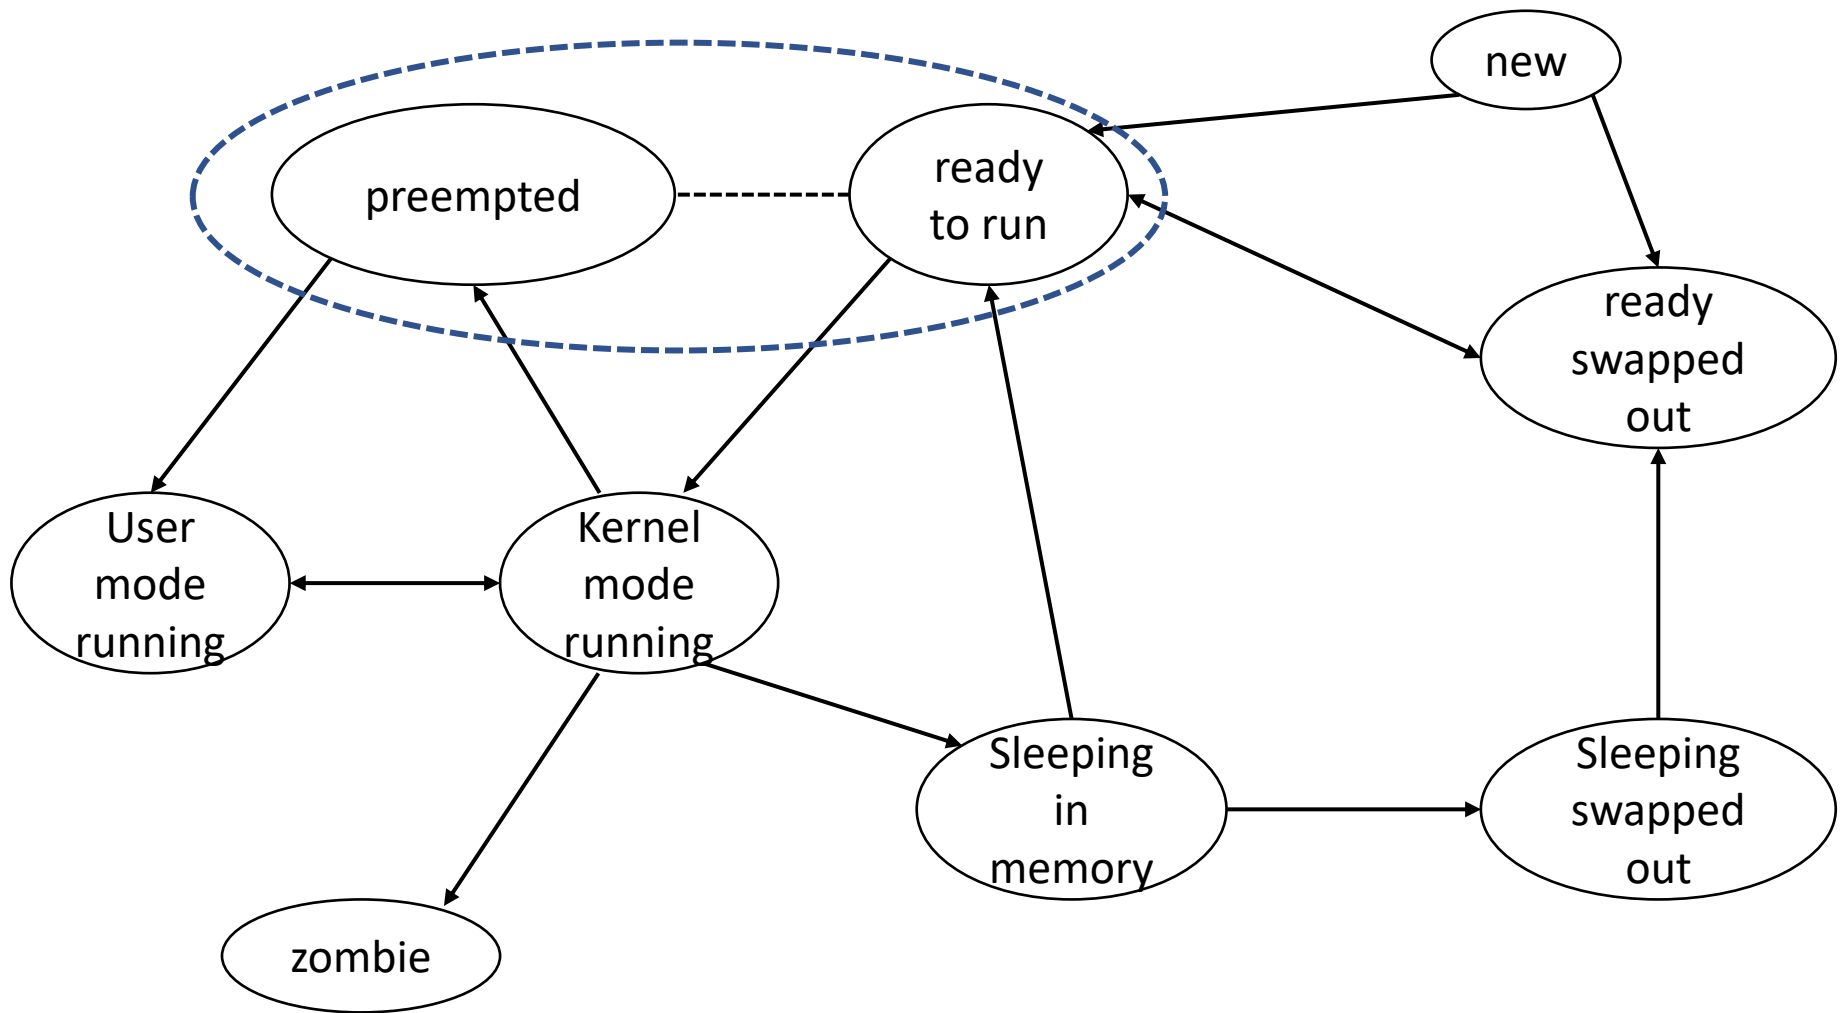 new
preempted
ready
to run
ready
swapped
out
User
mode
running
Kernel
mode
running
Sleeping
in
memory
Sleeping
swapped
out
zombie